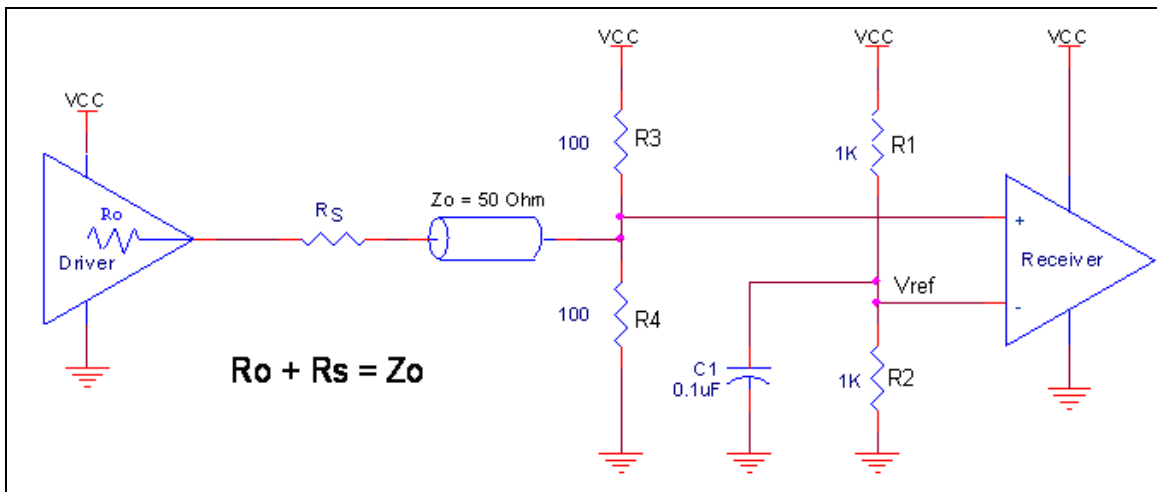 VCC
VCC
VCC
VCC
100
R3
1K
R1
Zo = 50 Ohm
Ro
RS
+
Driver
Receiver
Vref
-
100
R4
Ro + Rs = Zo
C1
0.1uF
1K
R2